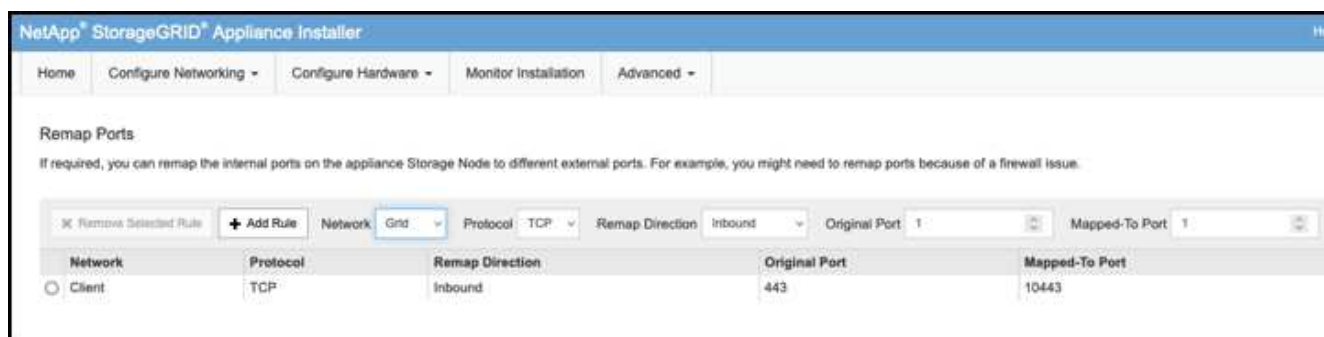 NetApp® StorageGRID® Appliance Installer
Home Configure Networking Configure Hardware Monitor Installation Advanced
Remap Ports
If required, you can remap the internal ports on the appliance Storage Node to different external ports. For example, you might need to remap ports because of a firewall issue.
Remove Selected Rule Add Rule Network Grid Protocol TCP Remap Direction Inbound Original Port 1 Mapped-To Port 1
Network Protocol Remap Direction Original Port Mapped-To Port
Client TCP Inbound 443 10443